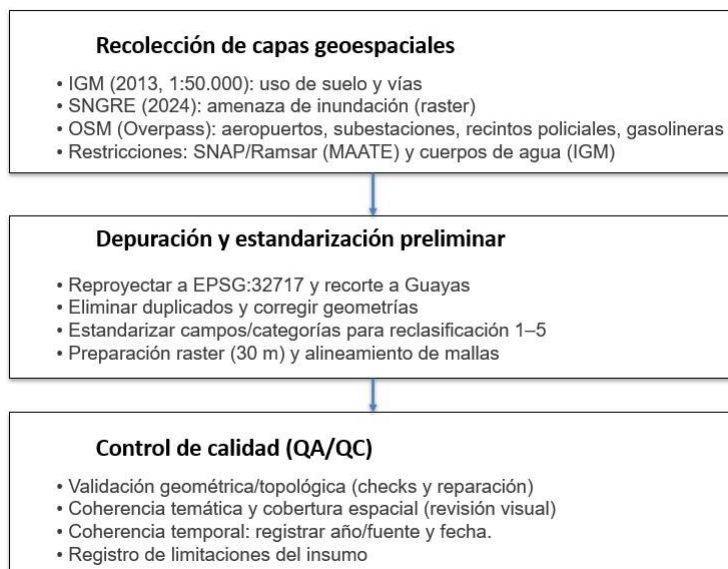 Recolección de capas geoespaciales
• IGM (2013, 1:50.000): uso de suelo y vías
• SNGRE (2024): amenaza de inundación (raster)
• OSM (Overpass): aeropuertos, subestaciones, recintos policiales, gasolineras
• Restricciones: SNAP/Ramsar (MAATE) y cuerpos de agua (IGM)
Depuración y estandarización preliminar
• Reproyectar a EPSG:32717 y recorte a Guayas
• Eliminar duplicados y corregir geometrías
• Estandarizar campos/categorías para reclasificación 1–5
• Preparación raster (30 m) y alineamiento de mallas
Control de calidad (QA/QC)
• Validación geométrica/topológica (checks y reparación)
• Coherencia temática y cobertura espacial (revisión visual)
• Coherencia temporal: registrar año/fuente y fecha.
• Registro de limitaciones del insumo